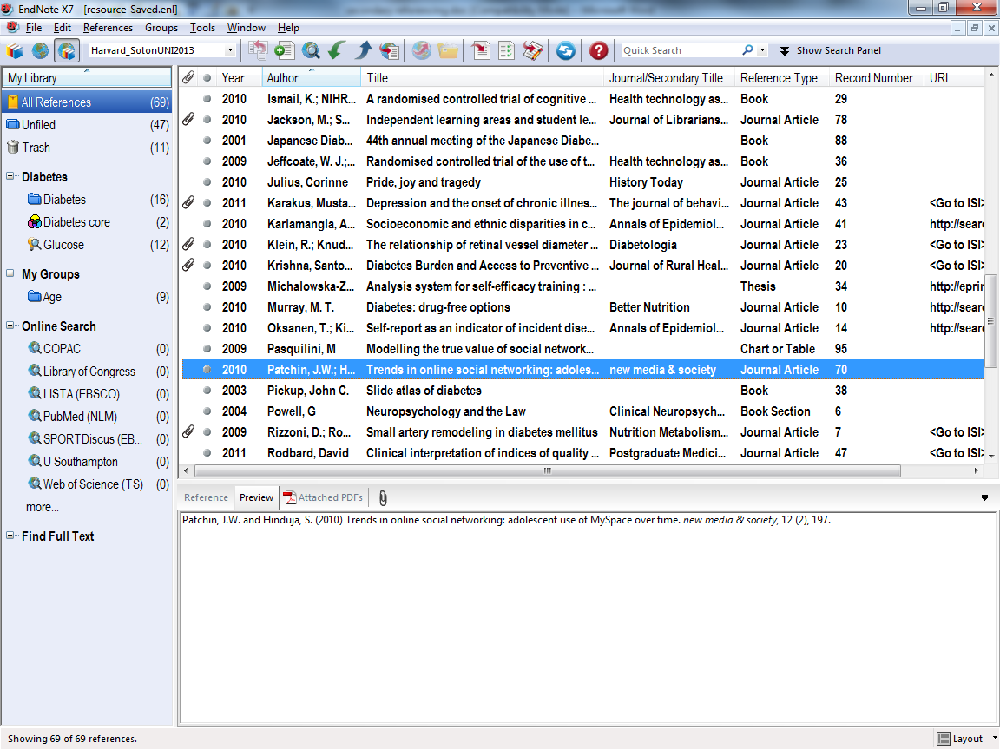 EndNote X7 - [resource-Saved.enl]
File Edit References Groups Tools Window Help
Harvard_SotonUNI2013 Quick Search Show Search Panel
My Library
All References (69)
Unfiled (47)
Trash (11)
Diabetes
Diabetes (16)
Diabetes core (2)
Glucose (12)
My Groups
Age (9)
Online Search
COPAC (0)
Library of Congress (0)
LISTA (EBSCO) (0)
PubMed (NLM) (0)
SPORTDiscus (EB... (0)
U Southampton (0)
Web of Science (TS) (0)
more...
Find Full Text
Year Author Title Journal/Secondary Title Reference Type Record Number URL
2010 Ismail, K.; NIHR... A randomised controlled trial of cognitive ... Health technology as... Book 29
2010 Jackson, M.; S... Independent learning areas and student le... Journal of Librarians... Journal Article 78
2001 Japanese Diab... 44th annual meeting of the Japanese Diabe... Book 88
2009 Jeffcoate, W. J.;... Randomised controlled trial of the use of t... Health technology as... Book 36
2010 Julius, Corinne Pride, joy and tragedy History Today Journal Article 25
2011 Karakus, Musta... Depression and the onset of chronic illnes... The journal of behavi... Journal Article 43 <Go to ISI>
2010 Karlamangla, A... Socioeconomic and ethnic disparities in c... Annals of Epidemiol... Journal Article 41 http://sear
2010 Klein, R.; Knud... The relationship of retinal vessel diameter ... Diabetologia Journal Article 23 <Go to ISI>
2010 Krishna, Santo... Diabetes Burden and Access to Preventive ... Journal of Rural Heal... Journal Article 20 <Go to ISI>
2009 Michalowska-Z... Analysis system for self-efficacy training : ... Thesis 34 http://eprin
2010 Murray, M. T. Diabetes: drug-free options Better Nutrition Journal Article 10 http://sear
2010 Oksanen, T.; Ki... Self-report as an indicator of incident dise... Annals of Epidemiol... Journal Article 14 http://sear
2009 Pasquilini, M Modelling the true value of social network... Chart or Table 95
2010 Patchin, J.W.; H... Trends in online social networking: adoles... new media & society Journal Article 70
2003 Pickup, John C. Slide atlas of diabetes Book 38
2004 Powell, G Neuropsychology and the Law Clinical Neuropsych... Book Section 6
2009 Rizzoni, D.; Ro... Small artery remodeling in diabetes mellitus Nutrition Metabolism... Journal Article 7 <Go to ISI>
2011 Rodbard, David Clinical interpretation of indices of quality ... Postgraduate Medici... Journal Article 47 <Go to ISI>
Reference Preview Attached PDFs
Patchin, J.W. and Hinduja, S. (2010) Trends in online social networking: adolescent use of MySpace over time. new media & society, 12 (2), 197.
Showing 69 of 69 references. Layout